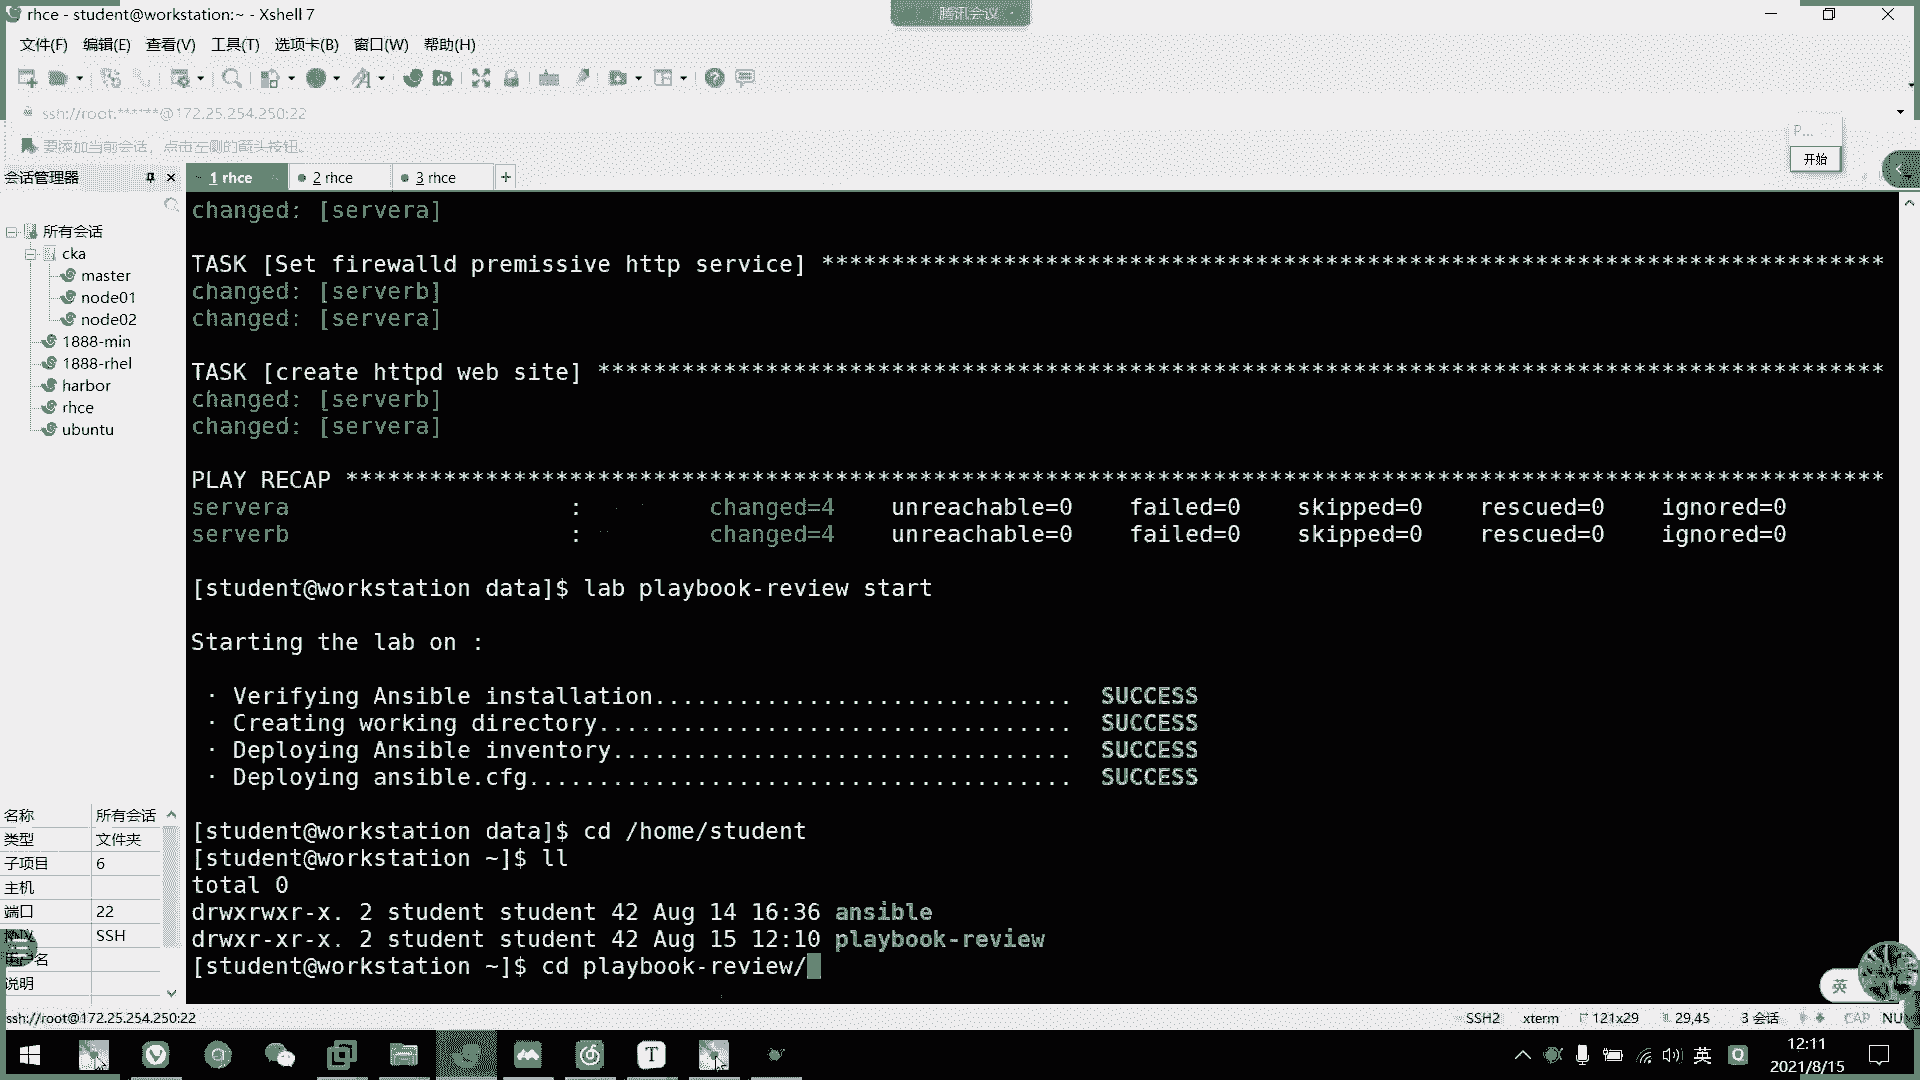 rhce - student@workstation:~ - Xshell 7
腾讯会议
文件(F) 编辑(E) 查看(V) 工具(T) 选项卡(B) 窗口(W) 帮助(H)
ssh://root:******@172.25.254.250:22
要添加当前会话，点击左侧的箭头按钮。
P...
开始
会话管理器
1 rhce
2 rhce
3 rhce
所有会话
cka
master
node01
node02
1888-min
1888-rhel
harbor
rhce
ubuntu
changed: [servera]
TASK [Set firewalld premissive http service] *****************************************************************************
changed: [serverb]
changed: [servera]
TASK [create httpd web site] *********************************************************************************************
changed: [serverb]
changed: [servera]
PLAY RECAP ***************************************************************************************************************
servera : changed=4 unreachable=0 failed=0 skipped=0 rescued=0 ignored=0
serverb : changed=4 unreachable=0 failed=0 skipped=0 rescued=0 ignored=0
[student@workstation data]$ lab playbook-review start
Starting the lab on :
· Verifying Ansible installation.............................. SUCCESS
· Creating working directory.................................. SUCCESS
· Deploying Ansible inventory................................. SUCCESS
· Deploying ansible.cfg....................................... SUCCESS
[student@workstation data]$ cd /home/student
[student@workstation ~]$ ll
total 0
drwxrwxr-x. 2 student student 42 Aug 14 16:36 ansible
drwxr-xr-x. 2 student student 42 Aug 15 12:10 playbook-review
[student@workstation ~]$ cd playbook-review/
名称 所有会话
类型 文件夹
子项目 6
主机
端口 22
SSH
户名
说明
英
ssh://root@172.25.254.250:22
SSH2 xterm 121x29 29,45 3 会话 CAP NU
英
12:11
2021/8/15